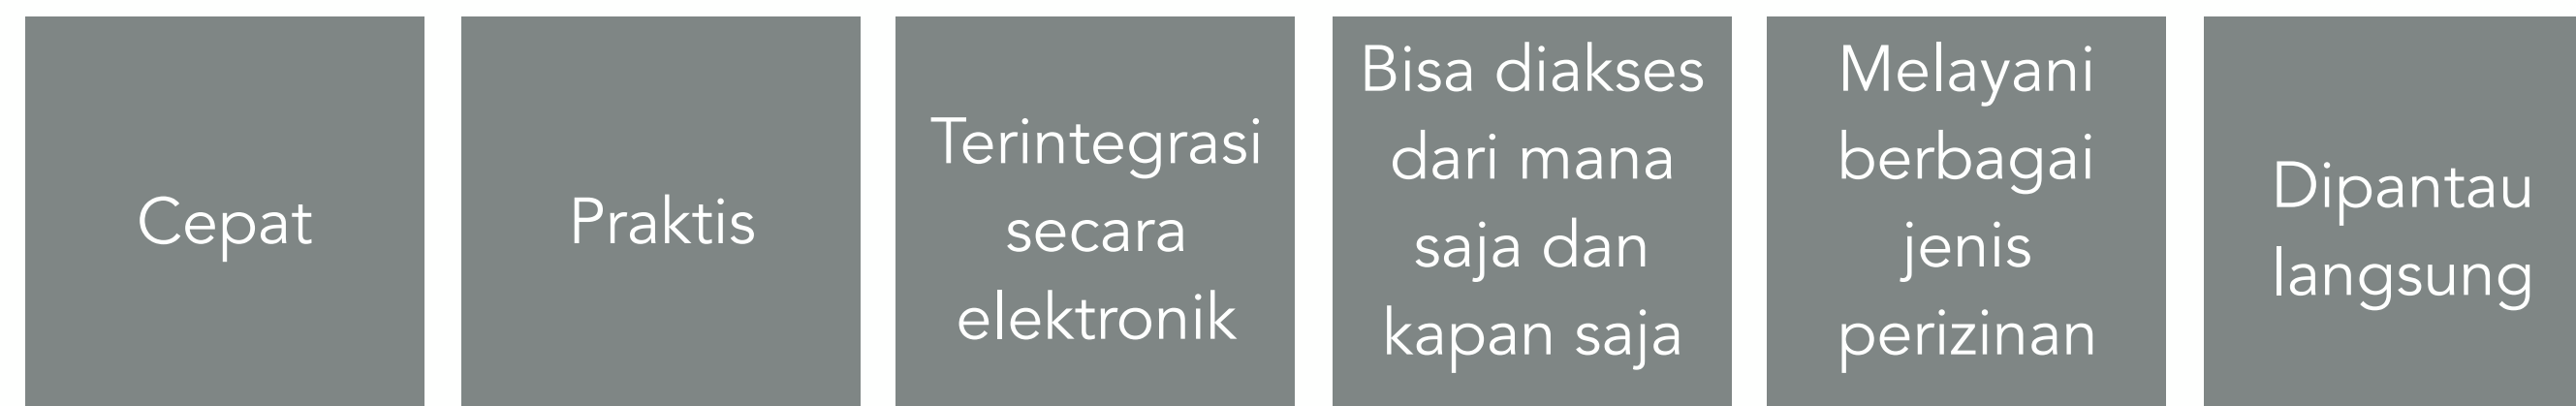 Cepat
Praktis
Terintegrasi
secara
elektronik
Bisa diakses
dari mana
saja dan
kapan saja
Melayani
berbagai
jenis
perizinan
Dipantau
langsung